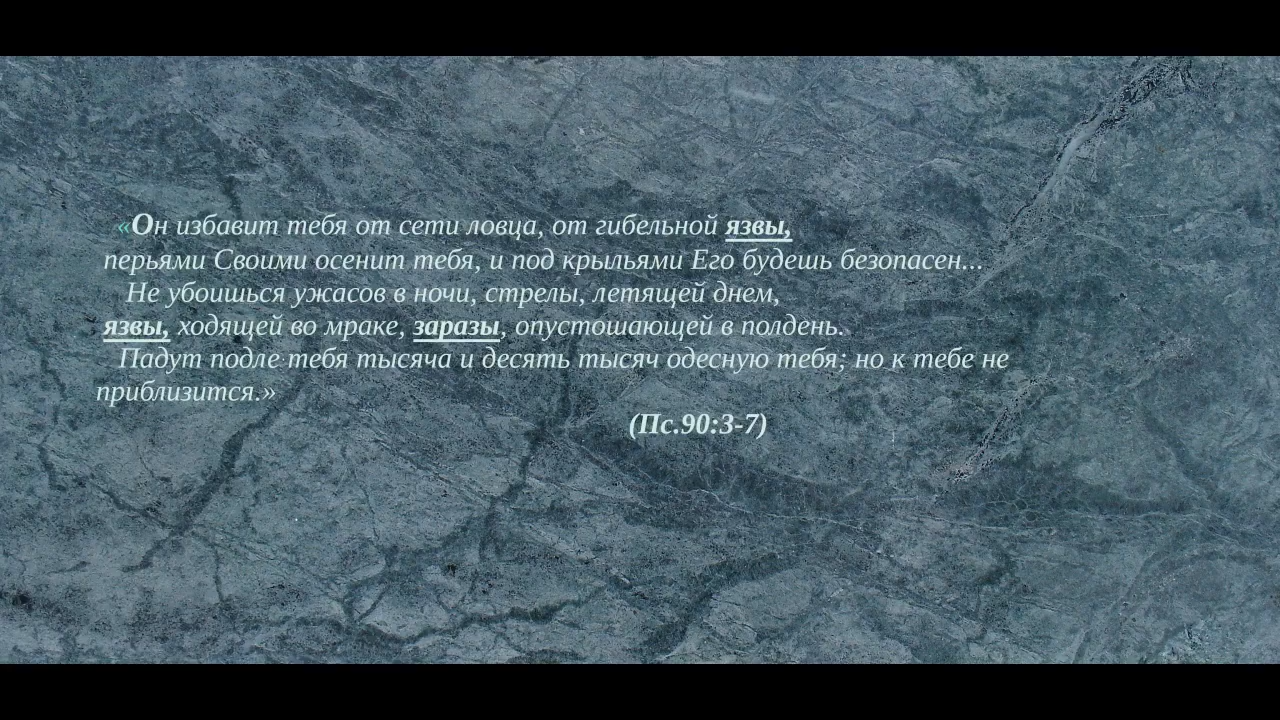 «Он избавит тебя от сети ловца, от гибельной язвы,
перьями Своими осенит тебя, и под крыльями Его будешь безопасен...
Не убоишься ужасов в ночи, стрелы, летящей днем,
язвы, ходящей во мраке, заразы, опустошающей в полдень.
Падут подле тебя тысяча и десять тысяч одесную тебя; но к тебе не
приблизится.»
(Пс.90:3-7)